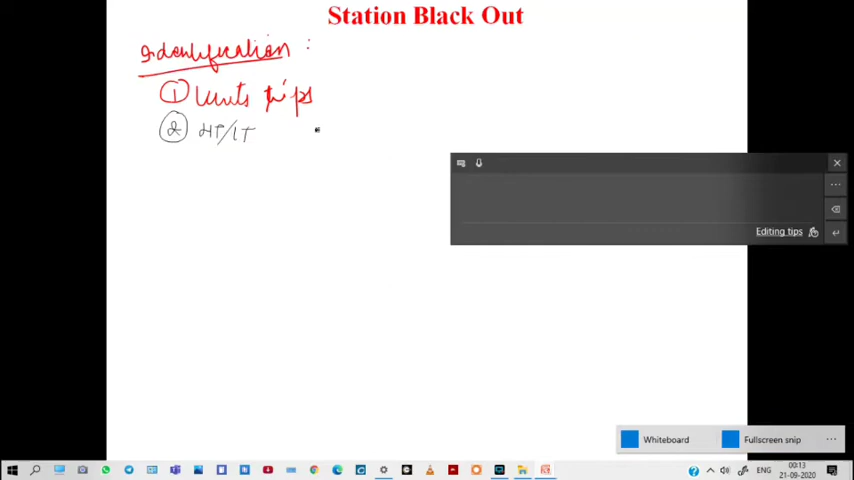 Station Black Out
Identification :
① Units trips
② HT/LT
Editing tips
Whiteboard
Fullscreen snip
ENG
00:13
21-09-2020